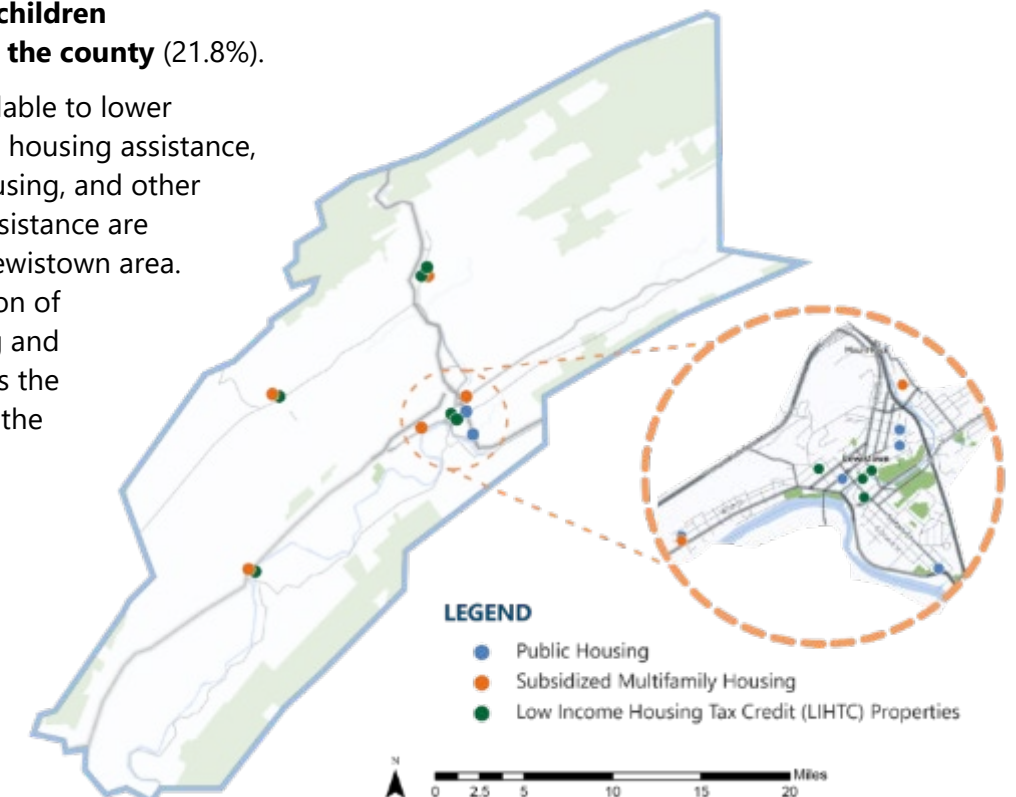 children
the county (21.8%).
lable to lower
housing assistance,
using, and other
sistance are
ewistown area.
on of
g and
s the
the
Lewistown
LEGEND
Public Housing
Subsidized Multifamily Housing
Low Income Housing Tax Credit (LIHTC) Properties
N
0 2.5 5 10 15 20 Miles